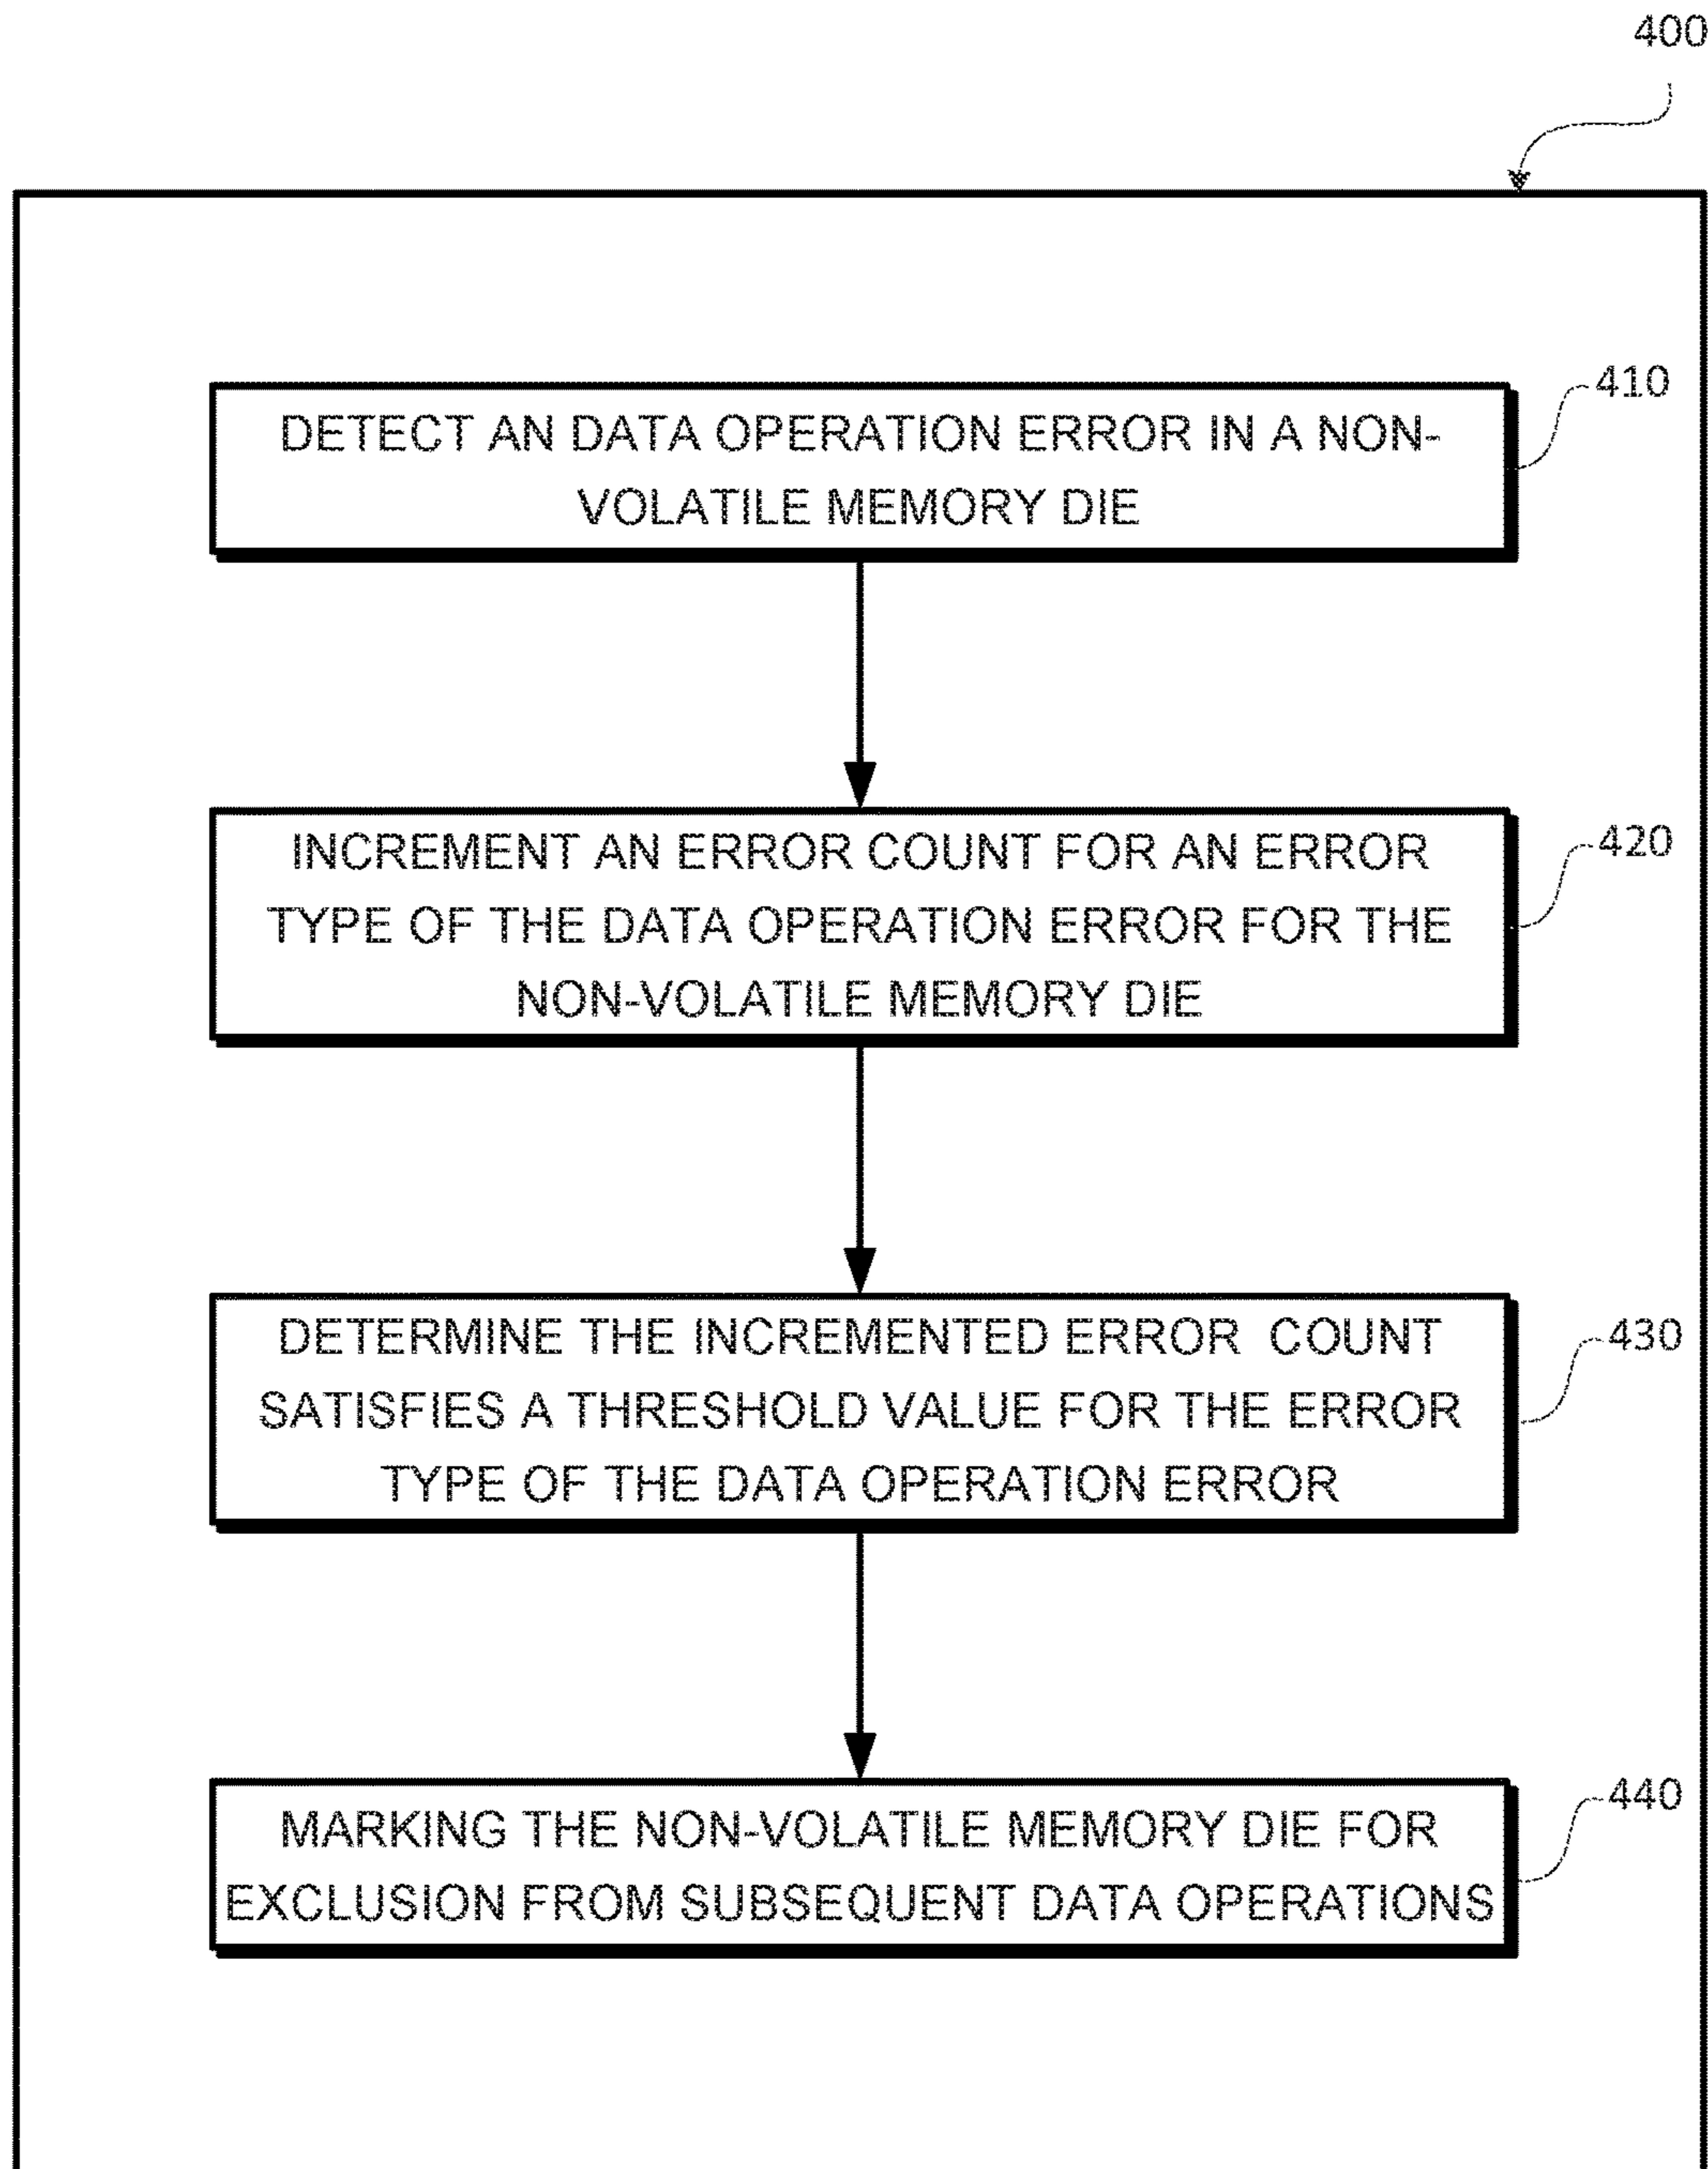 400
DETECT AN DATA OPERATION ERROR IN A NON-
VOLATILE MEMORY DIE
410
INCREMENT AN ERROR COUNT FOR AN ERROR
TYPE OF THE DATA OPERATION ERROR FOR THE
NON-VOLATILE MEMORY DIE
420
DETERMINE THE INCREMENTED ERROR COUNT
SATISFIES A THRESHOLD VALUE FOR THE ERROR
TYPE OF THE DATA OPERATION ERROR
430
MARKING THE NON-VOLATILE MEMORY DIE FOR
EXCLUSION FROM SUBSEQUENT DATA OPERATIONS
440